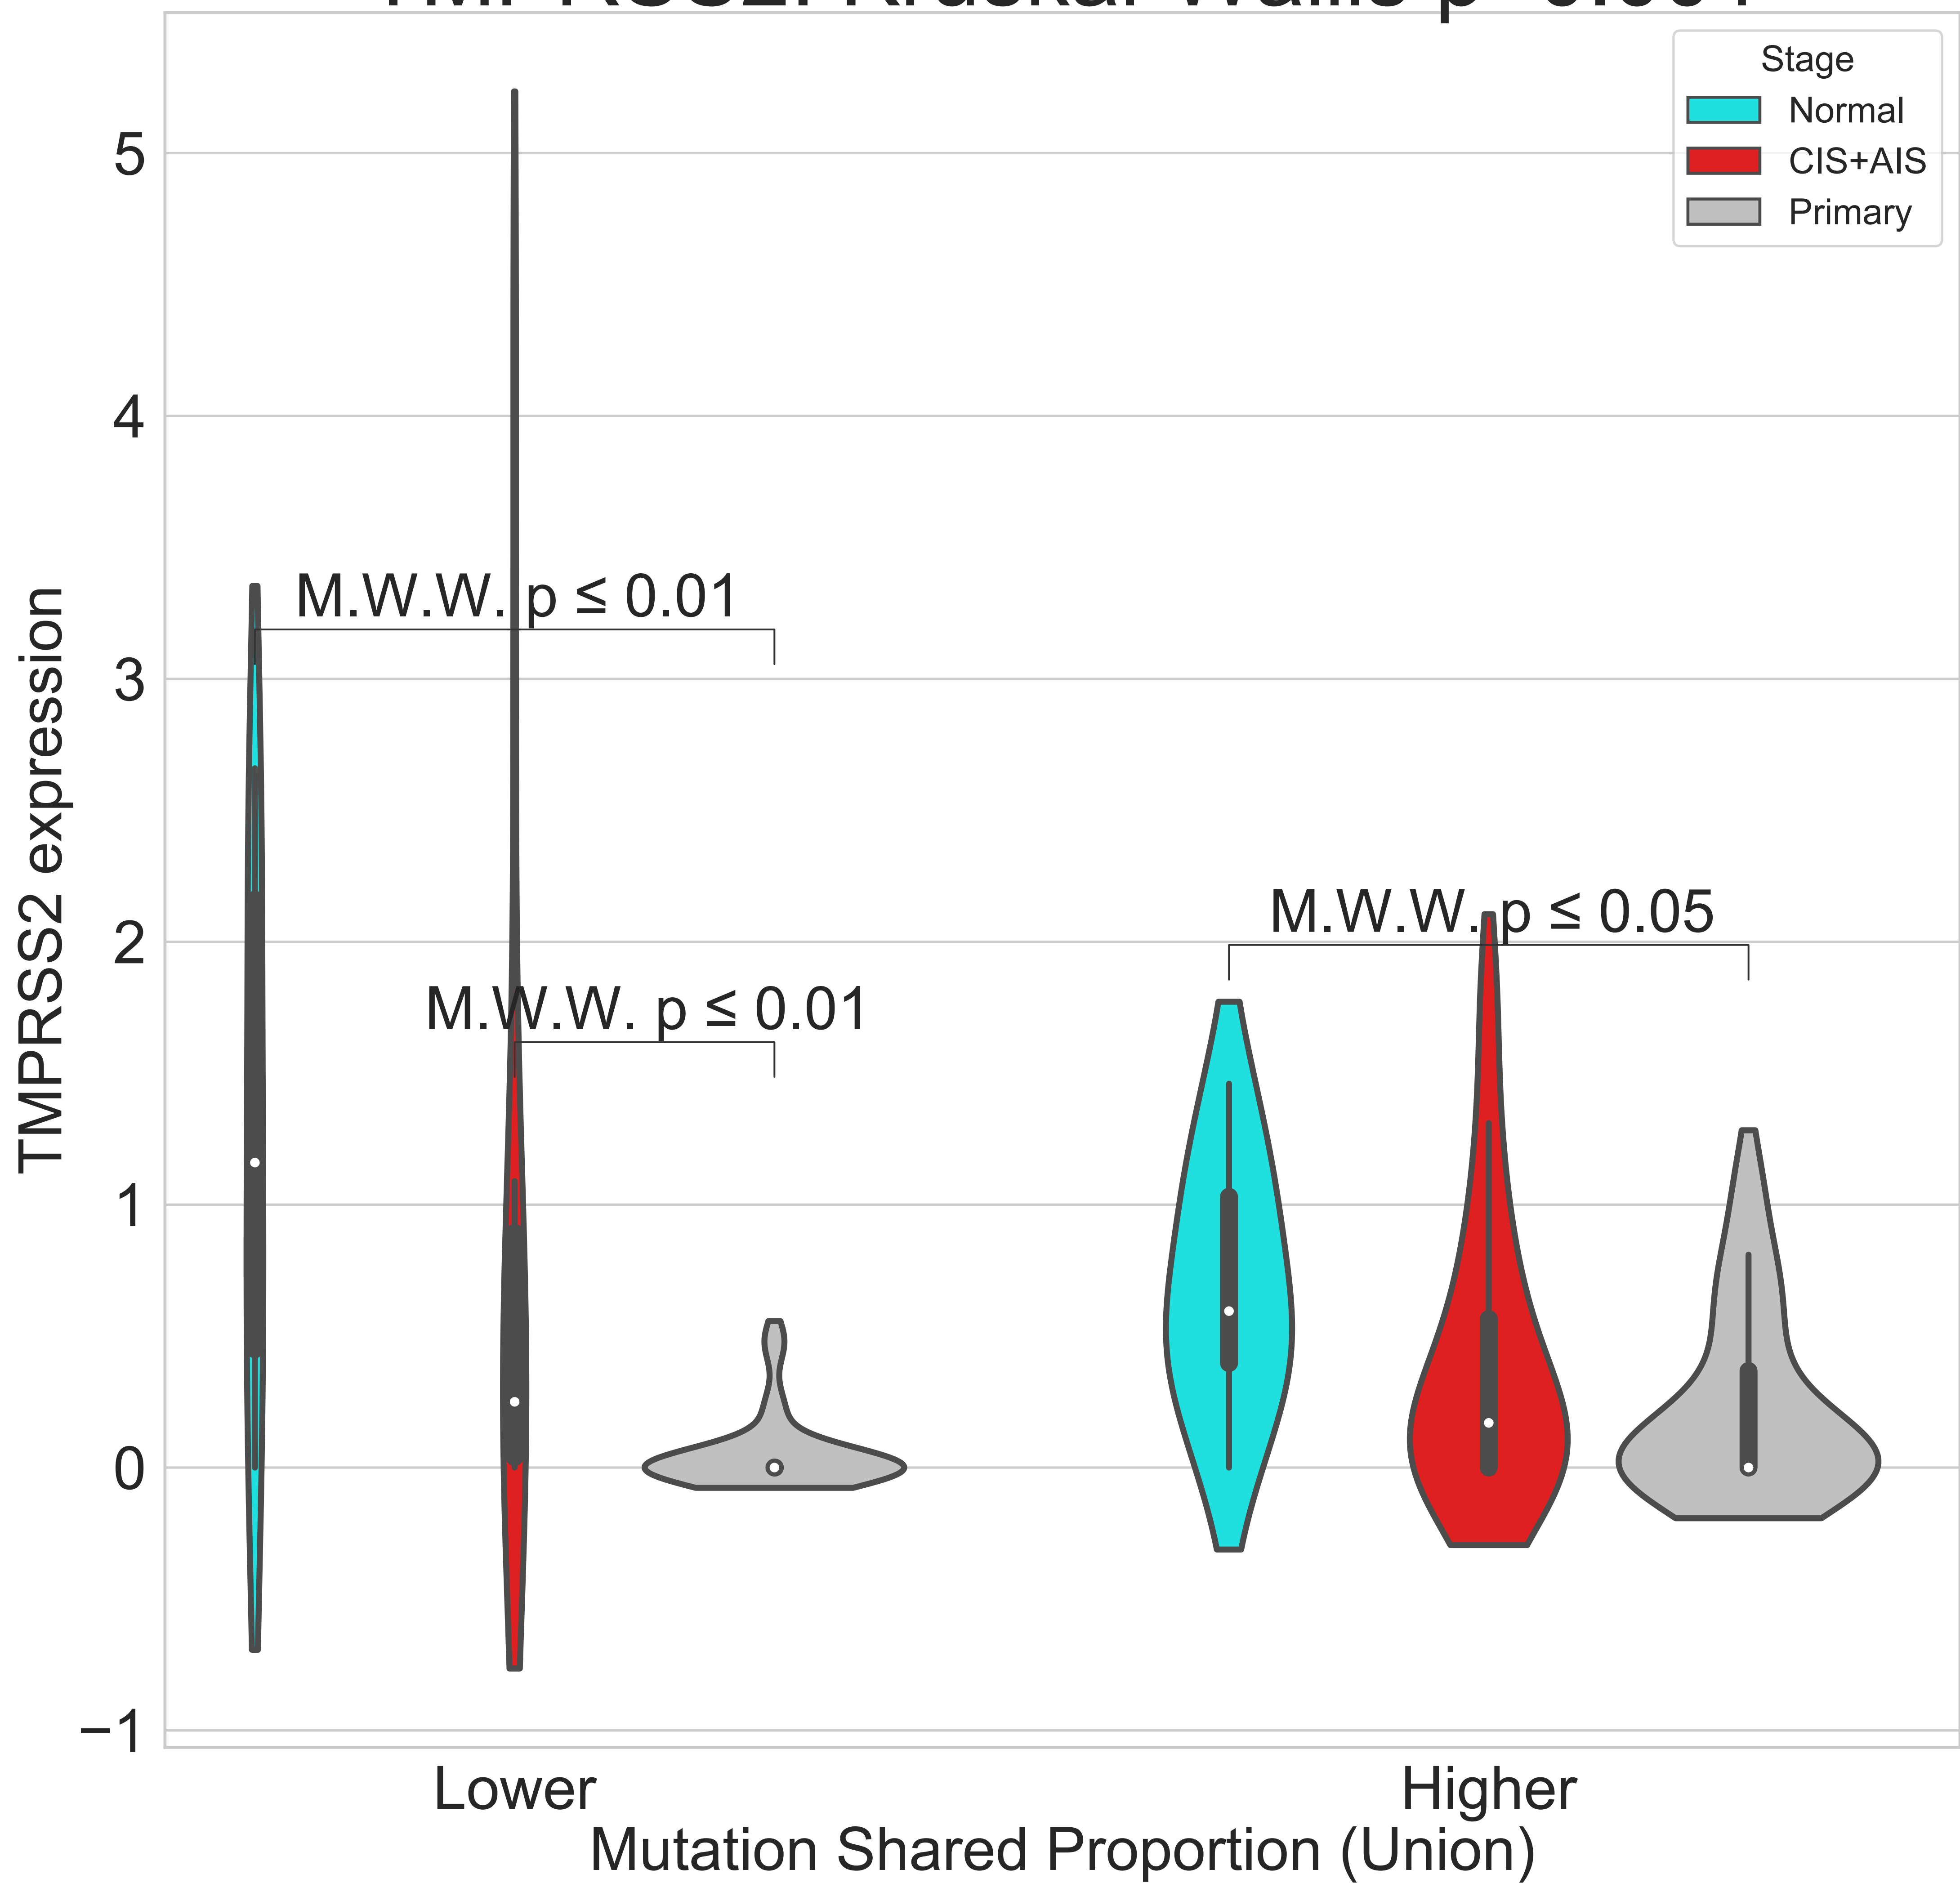 Stage
Normal
CIS+AIS
Primary
5
4
3
2
1
0
−1
TMPRSS2 expression
M.W.W. p ≤ 0.01
M.W.W. p ≤ 0.01
M.W.W. p ≤ 0.05
Lower
Higher
Mutation Shared Proportion (Union)